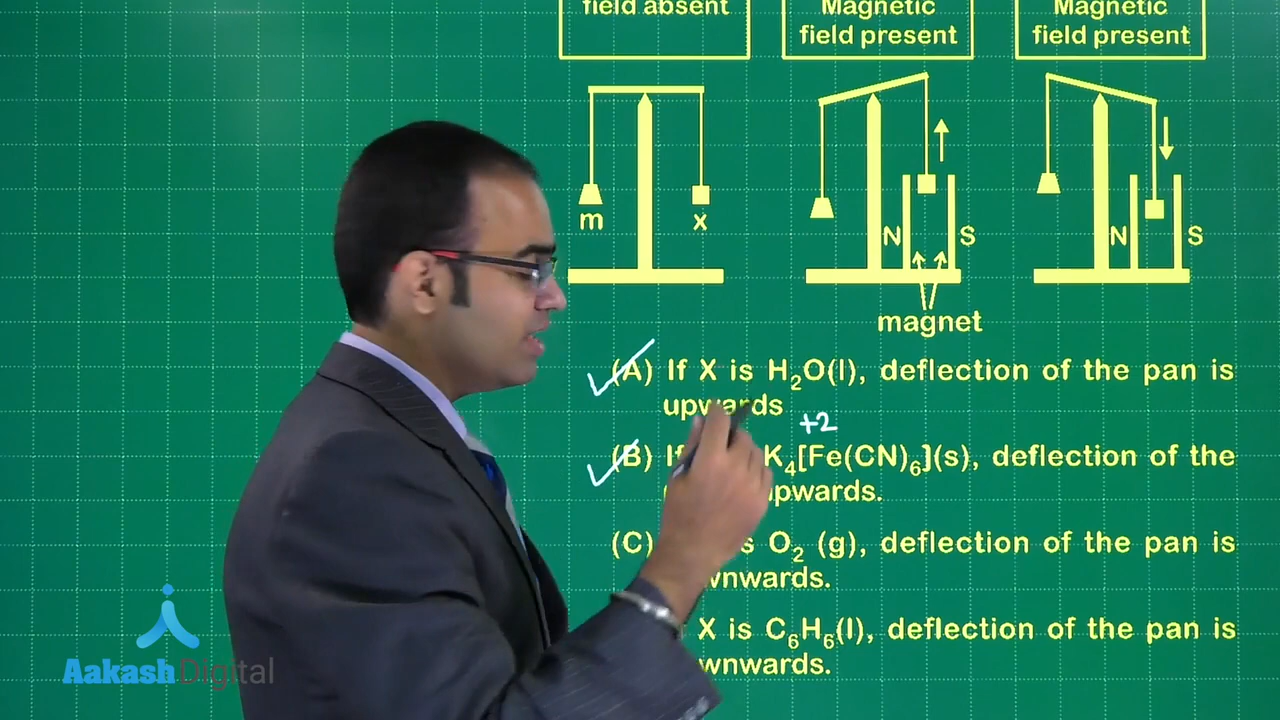 field absent
Magnetic
field present
Magnetic
field present
m
x
N
S
N
S
magnet
(A) If X is H₂O(l), deflection of the pan is
upwards
+2
(B) If K₄[Fe(CN)₆](s), deflection of the
upwards.
(C) is O₂ (g), deflection of the pan is
X is C₆H₆(l), deflection of the pan is
Aakash Digital